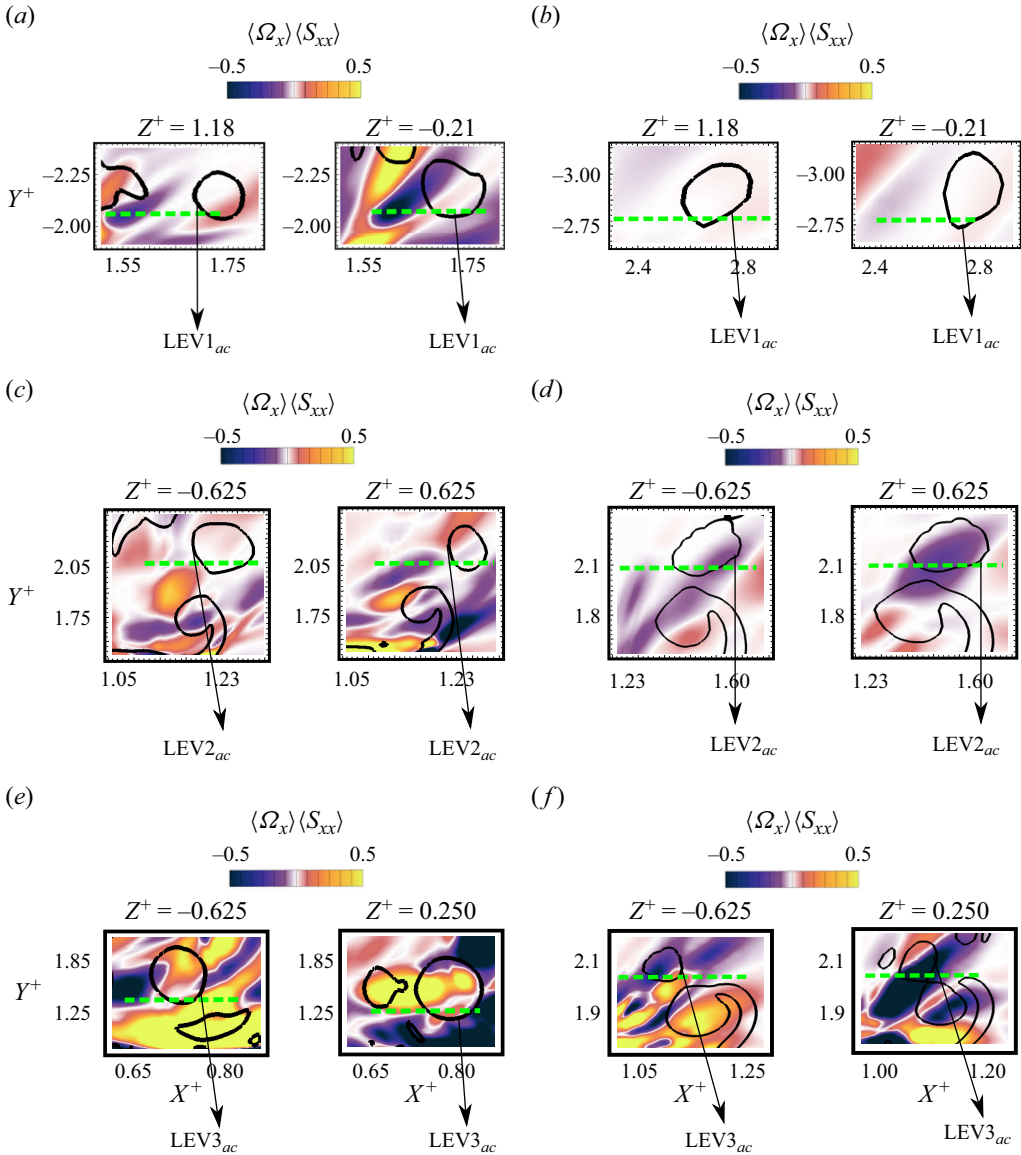 (a)
(b)
⟨Ωx⟩⟨Sxx⟩
⟨Ωx⟩⟨Sxx⟩
–0.5 0.5
–0.5 0.5
Z+ = 1.18 Z+ = –0.21
Z+ = 1.18 Z+ = –0.21
Y+
–2.25 –2.25
–2.00 –2.00
–3.00 –3.00
–2.75 –2.75
1.55 1.75 1.55 1.75
2.4 2.8 2.4 2.8
LEV1ac LEV1ac
LEV1ac LEV1ac
(c)
(d)
⟨Ωx⟩⟨Sxx⟩
⟨Ωx⟩⟨Sxx⟩
–0.5 0.5
–0.5 0.5
Z+ = –0.625 Z+ = 0.625
Z+ = –0.625 Z+ = 0.625
Y+
2.05 2.05
1.75 1.75
2.1 2.1
1.8 1.8
1.05 1.23 1.05 1.23
1.23 1.60 1.23 1.60
LEV2ac LEV2ac
LEV2ac LEV2ac
(e)
(f)
⟨Ωx⟩⟨Sxx⟩
⟨Ωx⟩⟨Sxx⟩
–0.5 0.5
–0.5 0.5
Z+ = –0.625 Z+ = 0.250
Z+ = –0.625 Z+ = 0.250
Y+
1.85 1.85
1.25 1.25
2.1 2.1
1.9 1.9
0.65 0.80 0.65 0.80
1.05 1.25 1.00 1.20
X+ X+
X+ X+
LEV3ac LEV3ac
LEV3ac LEV3ac